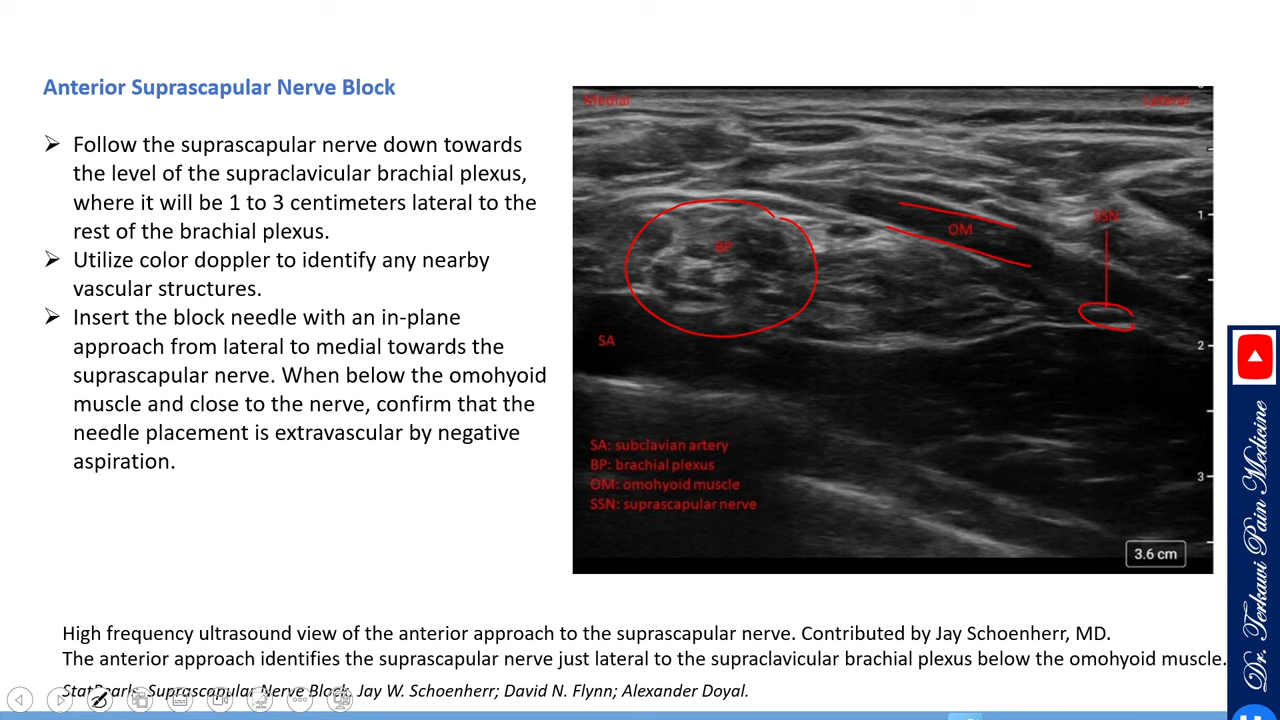 Anterior Suprascapular Nerve Block
➢ Follow the suprascapular nerve down towards
the level of the supraclavicular brachial plexus,
where it will be 1 to 3 centimeters lateral to the
rest of the brachial plexus.
➢ Utilize color doppler to identify any nearby
vascular structures.
➢ Insert the block needle with an in-plane
approach from lateral to medial towards the
suprascapular nerve. When below the omohyoid
muscle and close to the nerve, confirm that the
needle placement is extravascular by negative
aspiration.
Medial
Lateral
1
SSN
OM
BP
SA
2
SA: subclavian artery
BP: brachial plexus
OM: omohyoid muscle
SSN: suprascapular nerve
3
3.6 cm
Dr. Terkawi Pain Medicine
High frequency ultrasound view of the anterior approach to the suprascapular nerve. Contributed by Jay Schoenherr, MD.
The anterior approach identifies the suprascapular nerve just lateral to the supraclavicular brachial plexus below the omohyoid muscle.
StatPearls. Suprascapular Nerve Block. Jay W. Schoenherr; David N. Flynn; Alexander Doyal.